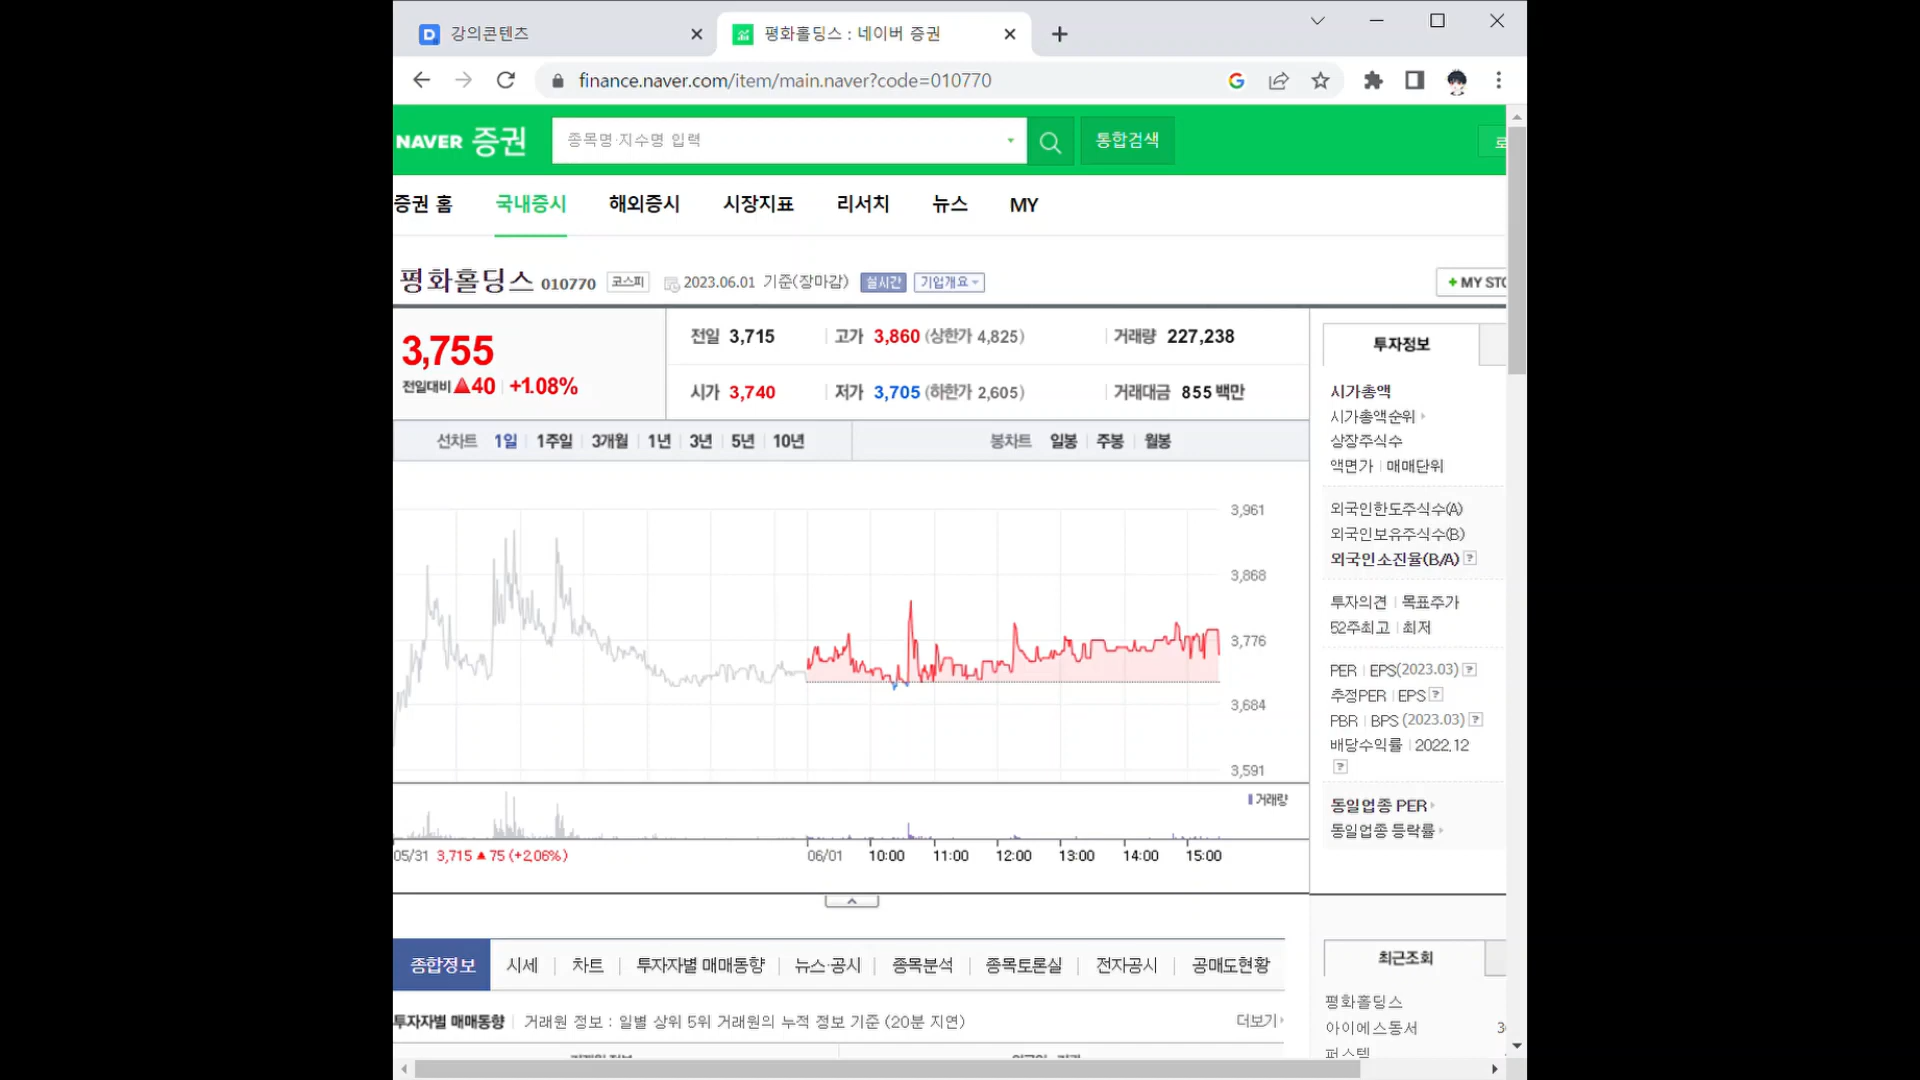 강의콘텐츠
평화홀딩스 : 네이버 증권
finance.naver.com/item/main.naver?code=010770
NAVER 증권
종목명·지수명 입력
통합검색
증권 홈 국내증시 해외증시 시장지표 리서치 뉴스 MY
평화홀딩스 010770 코스피 2023.06.01 기준(장마감) 실시간 기업개요
+ MY STO
3,755
전일대비 ▲40 +1.08%
전일 3,715 고가 3,860 (상한가 4,825) 거래량 227,238
시가 3,740 저가 3,705 (하한가 2,605) 거래대금 855 백만
선차트 1일 1주일 3개월 1년 3년 5년 10년 봉차트 일봉 주봉 월봉
3,961
3,868
3,776
3,684
3,591
거래량
05/31 3,715 ▲ 75 (+2.06%) 06/01 10:00 11:00 12:00 13:00 14:00 15:00
투자정보
시가총액
시가총액순위
상장주식수
액면가 | 매매단위
외국인한도주식수(A)
외국인보유주식수(B)
외국인소진율(B/A) ?
투자의견 | 목표주가
52주최고 | 최저
PER | EPS(2023.03) ?
추정PER | EPS ?
PBR | BPS (2023.03) ?
배당수익률 | 2022.12
?
동일업종 PER
동일업종 등락률
종합정보 시세 차트 투자자별 매매동향 뉴스·공시 종목분석 종목토론실 전자공시 공매도현황
투자자별 매매동향 거래원 정보 : 일별 상위 5위 거래원의 누적 정보 기준 (20분 지연) 더보기
최근조회
평화홀딩스
아이에스동서 3
퍼스텍